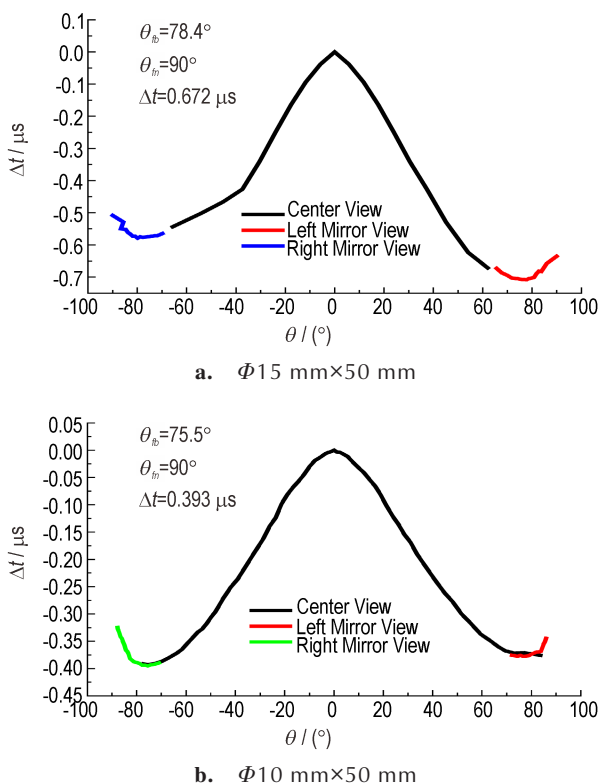 0.1
0.0
-0.1
-0.2
-0.3
-0.4
-0.5
-0.6
-0.7
Δt / μs
θfb=78.4°
θfn=90°
Δt=0.672 μs
Center View
Left Mirror View
Right Mirror View
-100 -80 -60 -40 -20 0 20 40 60 80 100
θ / (°)
a. Φ15 mm×50 mm
0.05
0.00
-0.05
-0.10
-0.15
-0.20
-0.25
-0.30
-0.35
-0.40
-0.45
Δt / μs
θfb=75.5°
θfn=90°
Δt=0.393 μs
Center View
Left Mirror View
Right Mirror View
-100 -80 -60 -40 -20 0 20 40 60 80 100
θ / (°)
b. Φ10 mm×50 mm